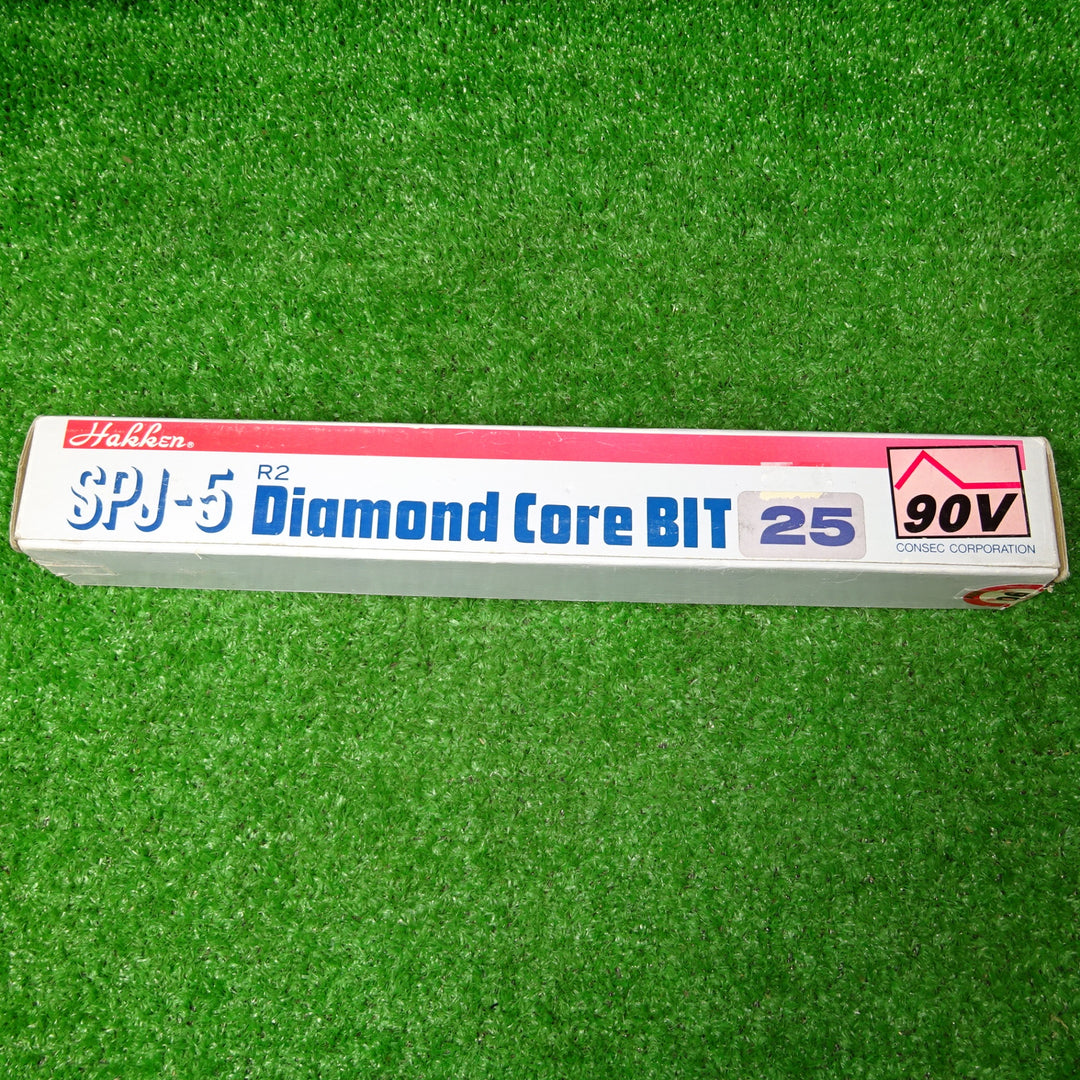 Hakken®
SPJ-5 R2 Diamond Core BIT 25
90V
CONSEC CORPORATION